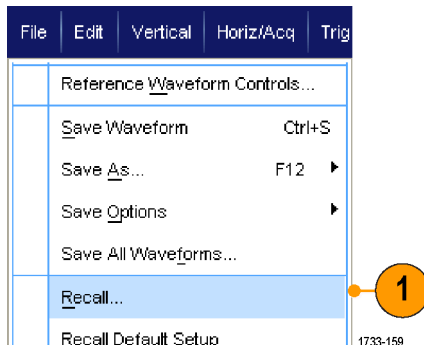 File Edit Vertical Horiz/Acq Trig
Reference Waveform Controls...
Save Waveform Ctrl+S
Save As... F12
Save Options
Save All Waveforms...
Recall... 1
Recall Default Setup
1733-159